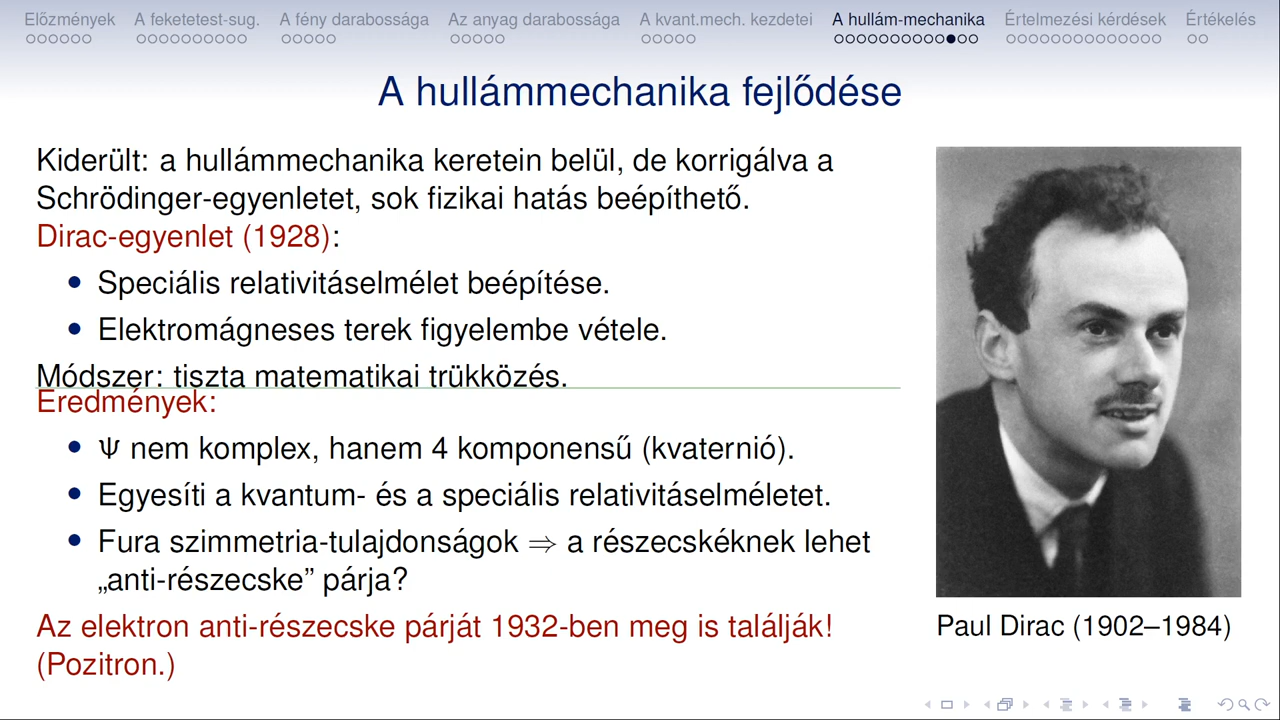 Előzmények A feketetest-sug. A fény darabossága Az anyag darabossága A kvant.mech. kezdetei A hullám-mechanika Értelmezési kérdések Értékelés
A hullámmechanika fejlődése
Kiderült: a hullámmechanika keretein belül, de korrigálva a
Schrödinger-egyenletet, sok fizikai hatás beépíthető.
Dirac-egyenlet (1928):
• Speciális relativitáselmélet beépítése.
• Elektromágneses terek figyelembe vétele.
Módszer: tiszta matematikai trükközés.
Eredmények:
• Ψ nem komplex, hanem 4 komponensű (kvaternió).
• Egyesíti a kvantum- és a speciális relativitáselméletet.
• Fura szimmetria-tulajdonságok ⇒ a részecskéknek lehet
„anti-részecske” párja?
Az elektron anti-részecske párját 1932-ben meg is találják!
(Pozitron.)
Paul Dirac (1902–1984)